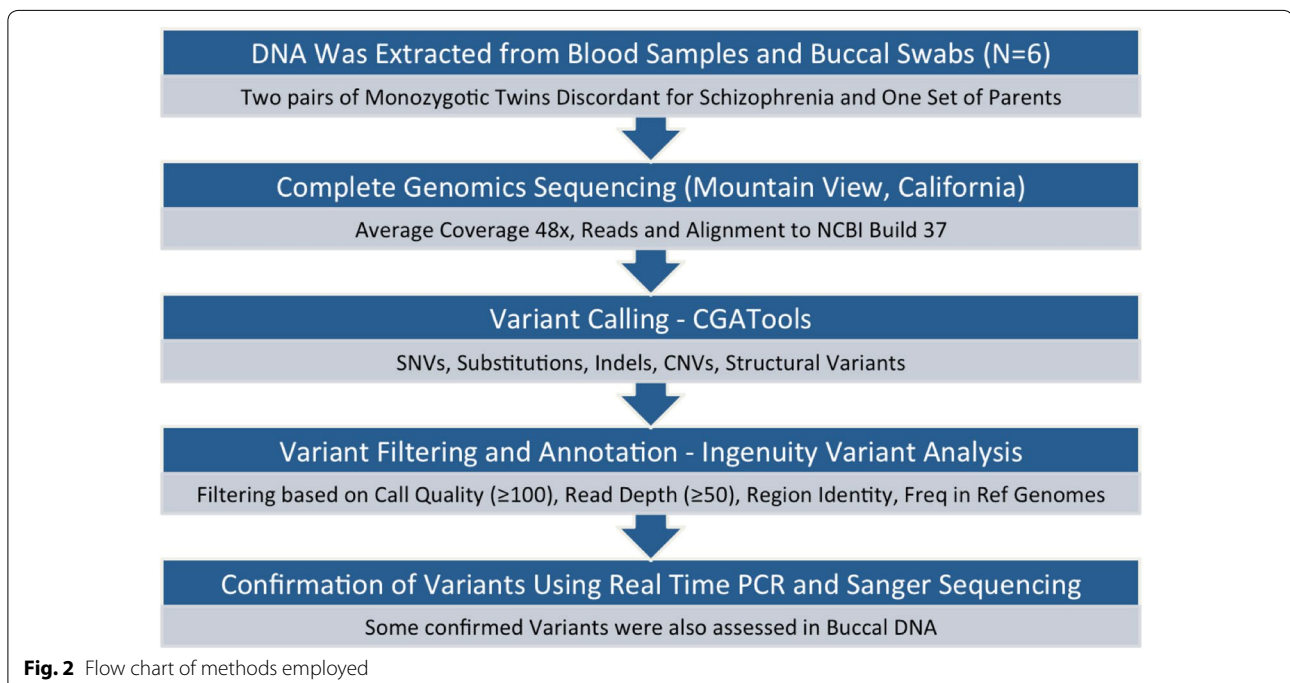 DNA Was Extracted from Blood Samples and Buccal Swabs (N=6)
Two pairs of Monozygotic Twins Discordant for Schizophrenia and One Set of Parents
Complete Genomics Sequencing (Mountain View, California)
Average Coverage 48x, Reads and Alignment to NCBI Build 37
Variant Calling - CGATools
SNVs, Substitutions, Indels, CNVs, Structural Variants
Variant Filtering and Annotation - Ingenuity Variant Analysis
Filtering based on Call Quality (≥100), Read Depth (≥50), Region Identity, Freq in Ref Genomes
Confirmation of Variants Using Real Time PCR and Sanger Sequencing
Some confirmed Variants were also assessed in Buccal DNA
Fig. 2 Flow chart of methods employed